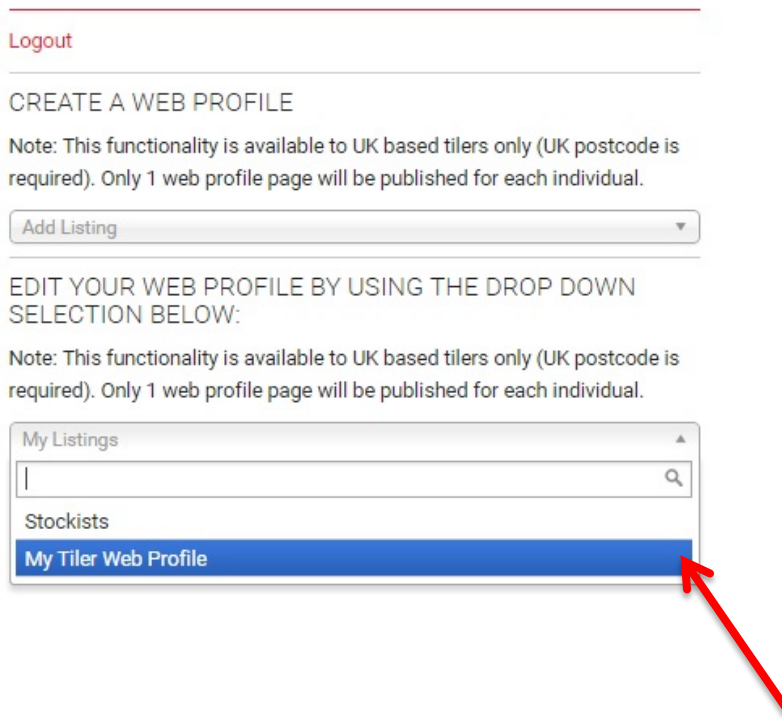 Logout
CREATE A WEB PROFILE
Note: This functionality is available to UK based tilers only (UK postcode is
required). Only 1 web profile page will be published for each individual.
Add Listing
EDIT YOUR WEB PROFILE BY USING THE DROP DOWN
SELECTION BELOW:
Note: This functionality is available to UK based tilers only (UK postcode is
required). Only 1 web profile page will be published for each individual.
My Listings
Stockists
My Tiler Web Profile